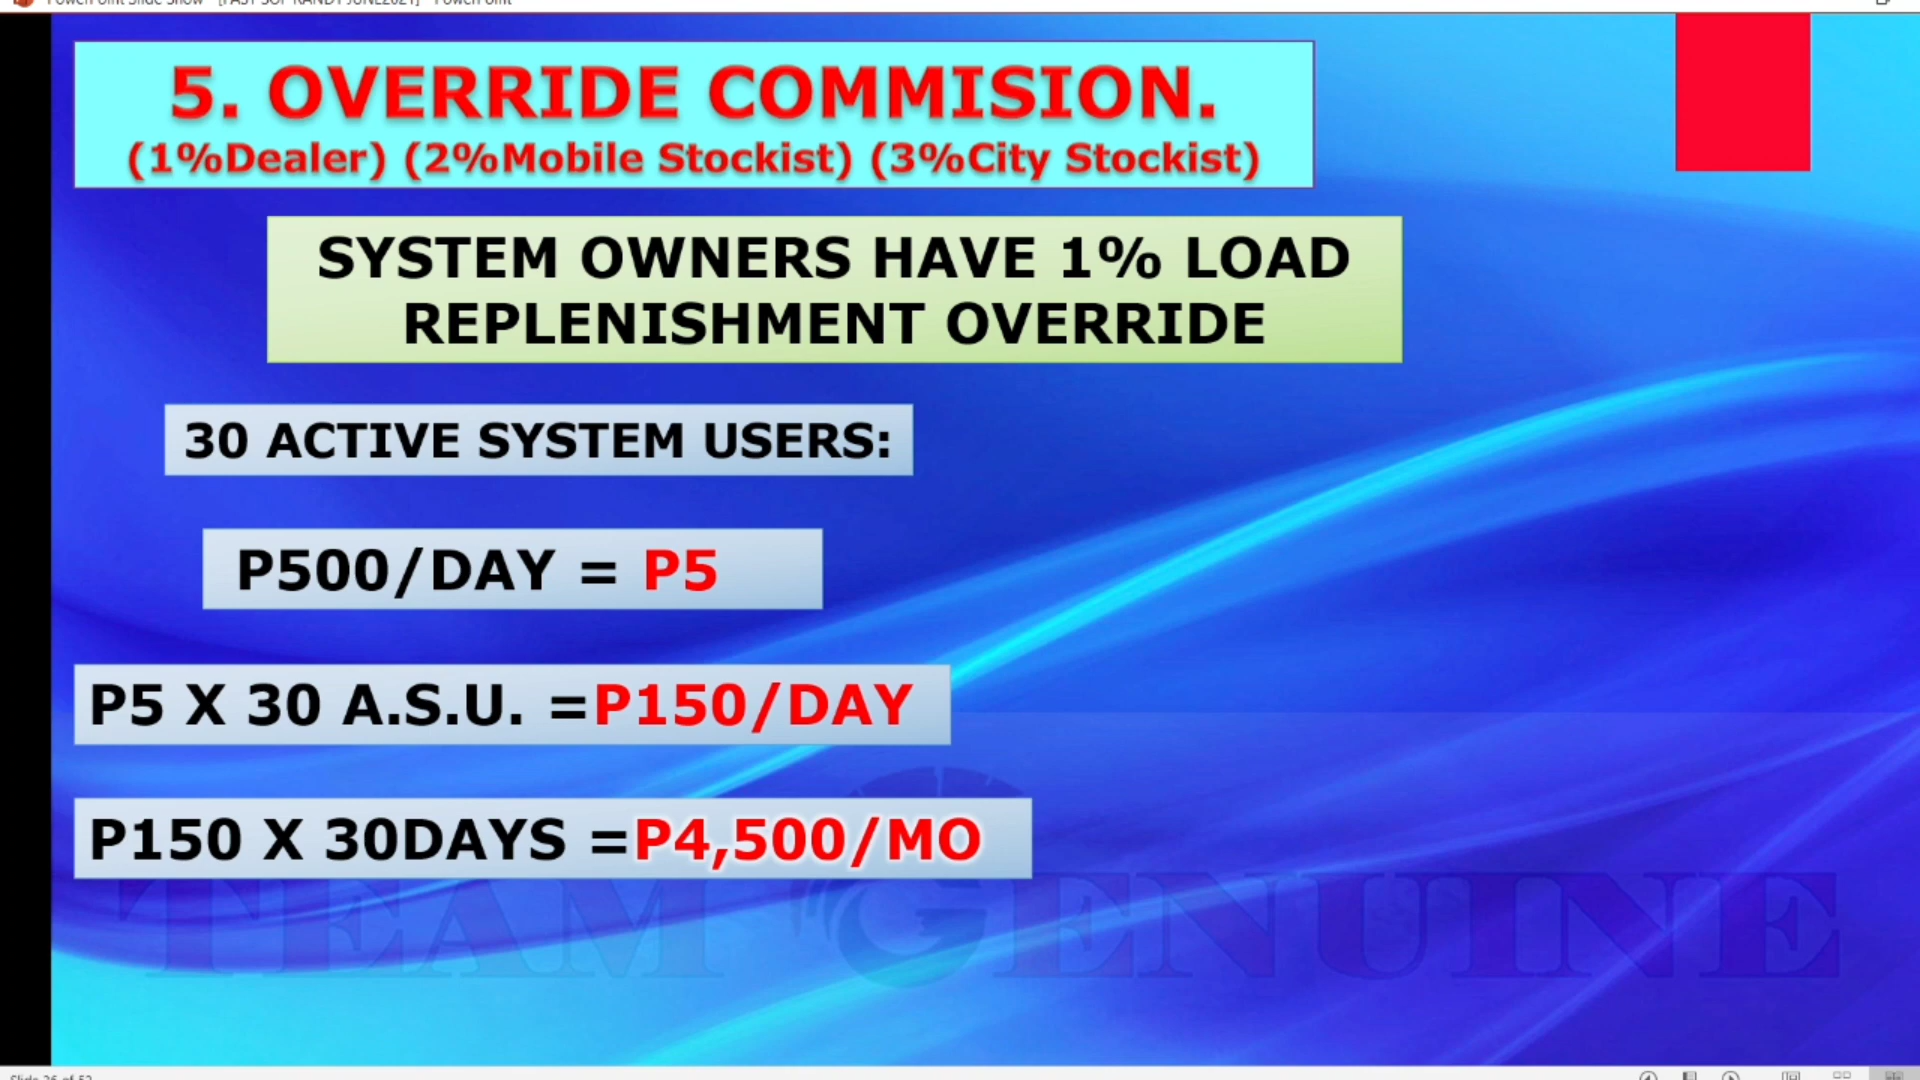 5. OVERRIDE COMMISION.
(1%Dealer) (2%Mobile Stockist) (3%City Stockist)
SYSTEM OWNERS HAVE 1% LOAD
REPLENISHMENT OVERRIDE
30 ACTIVE SYSTEM USERS:
P500/DAY = P5
P5 X 30 A.S.U. =P150/DAY
P150 X 30DAYS =P4,500/MO
TEAM GENUINE